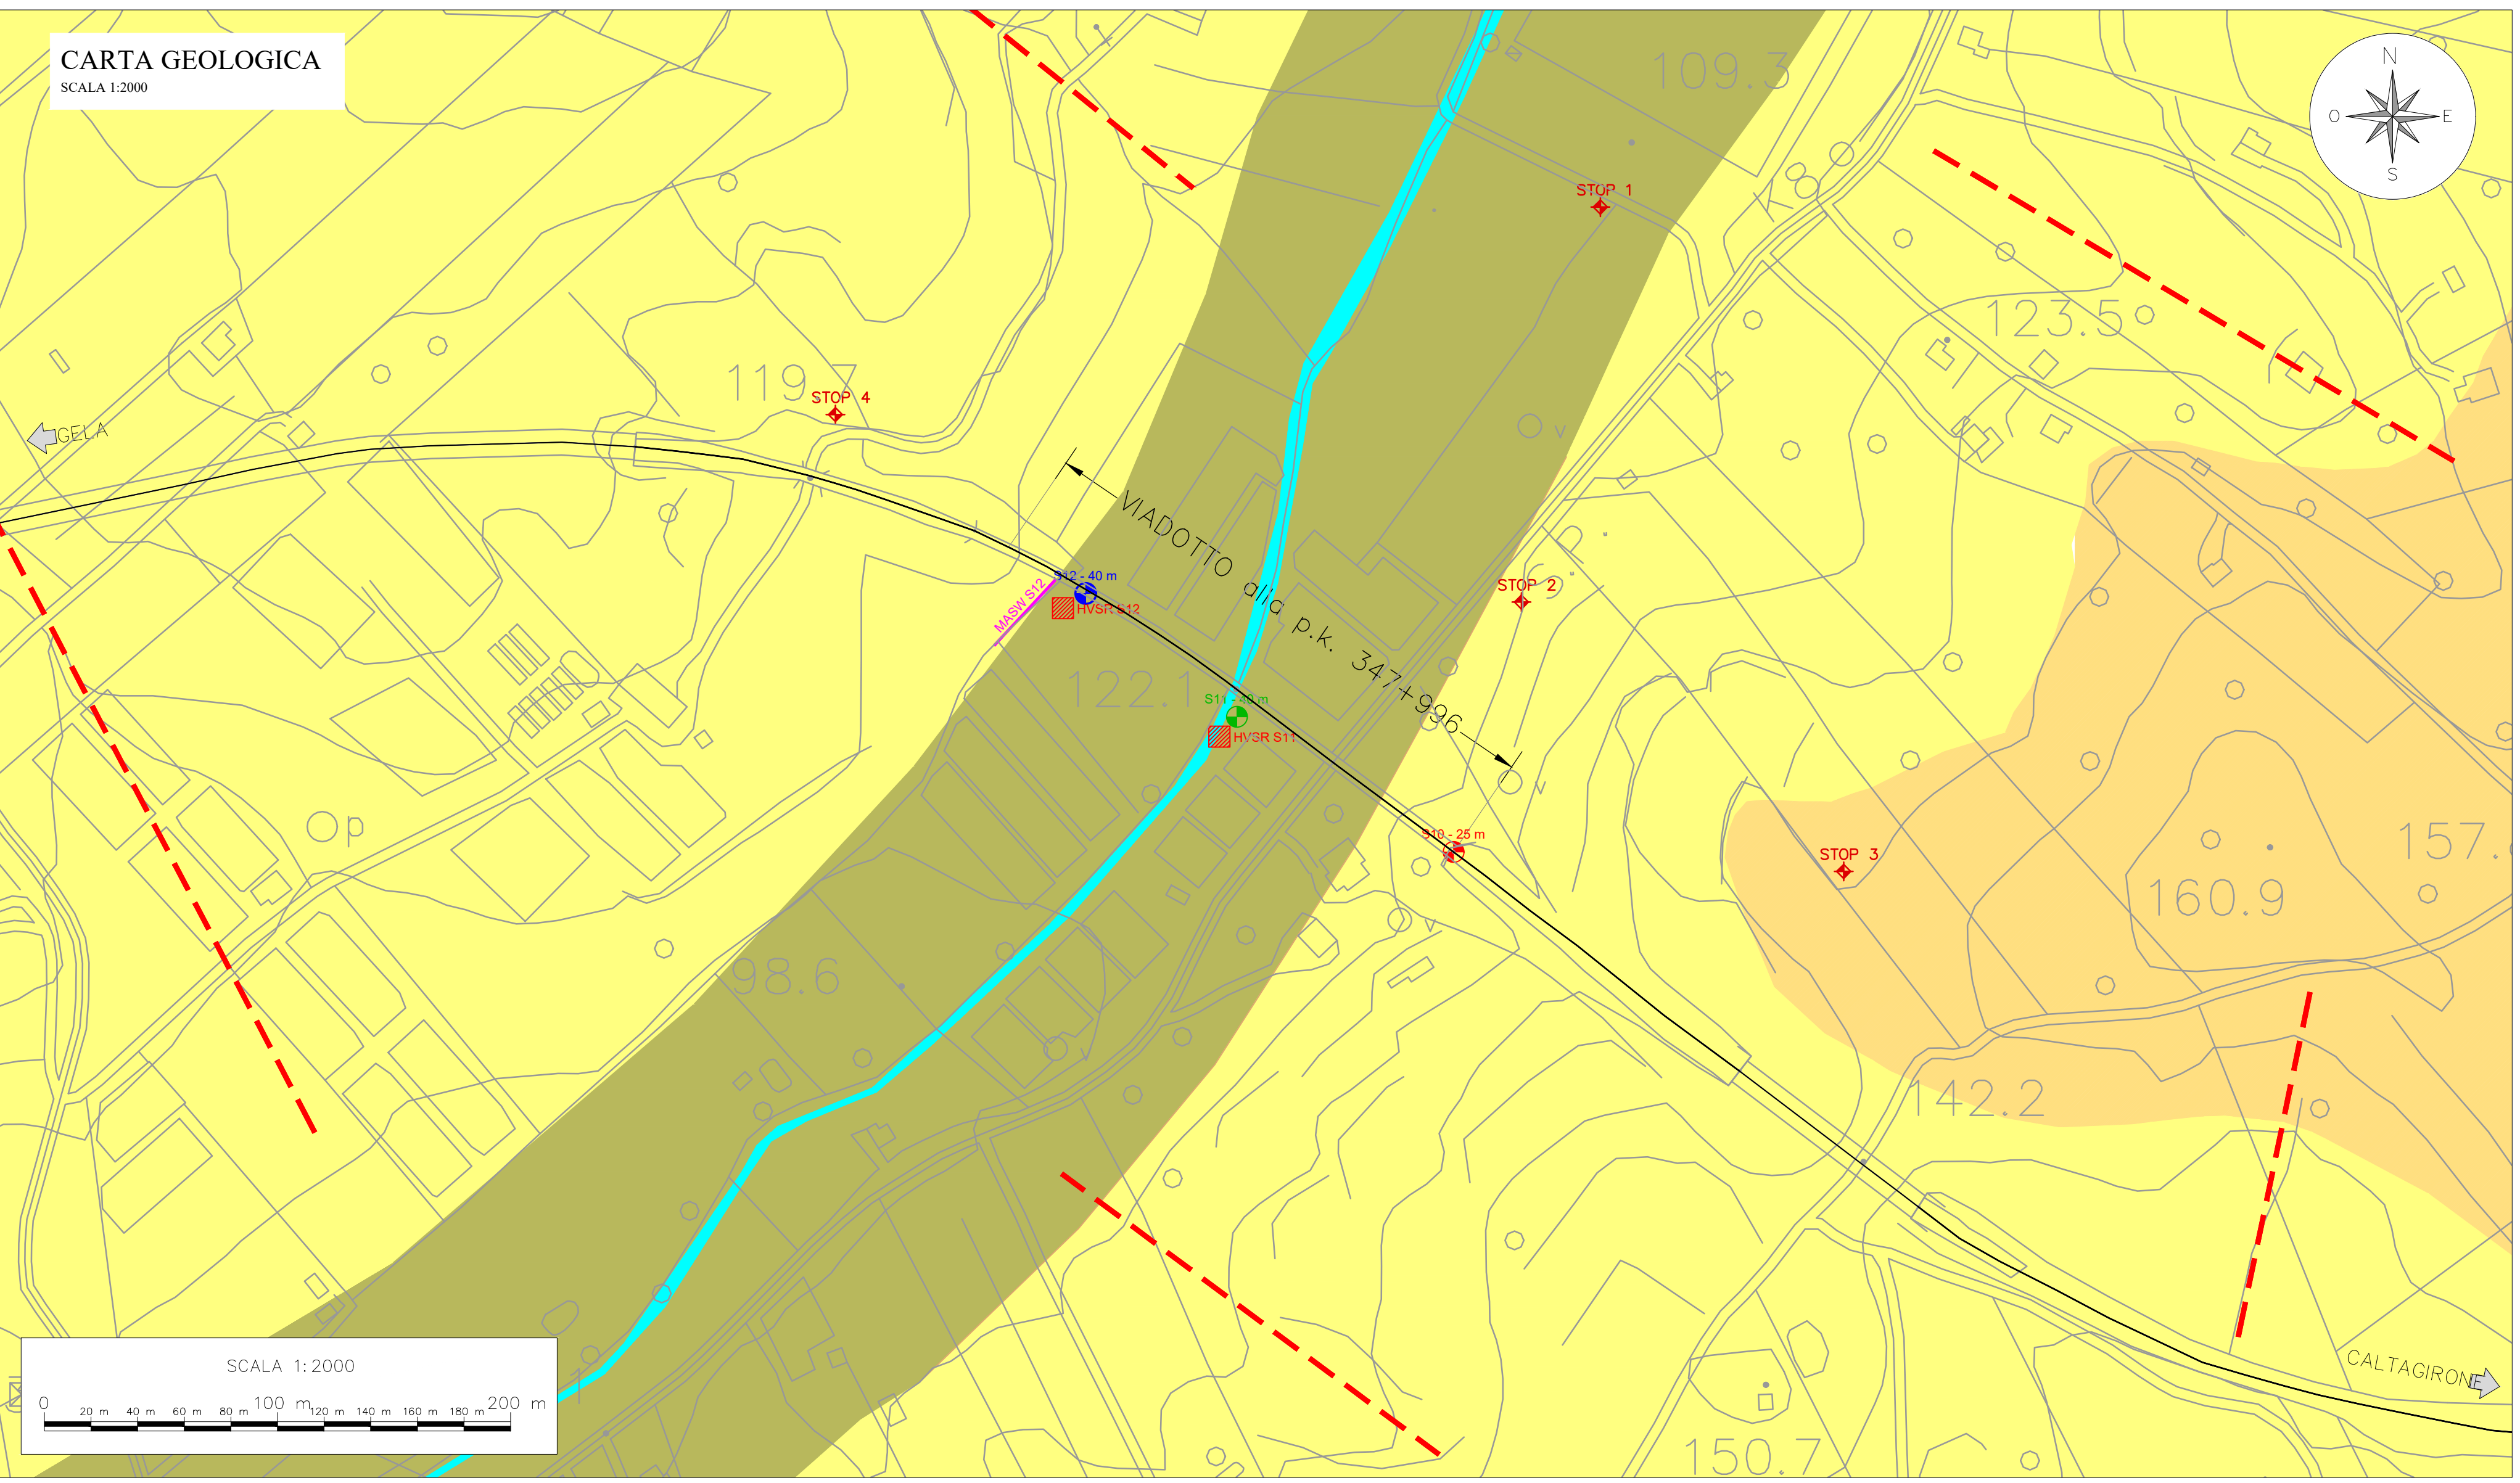 CARTA GEOLOGICA
SCALA 1:2000
N
O
E
S
109.3
STOP 1
123.5
119.7
STOP 4
GELA
VIADOTTO alla p.k. 347+996
v
S12 - 40 m
STOP 2
s.p.
MASW S12
HVSR S12
122.1
S11 - 40 m
HVSR S11
v
p
S10 - 25 m
STOP 3
157.
160.9
v
98.6
v
142.2
SCALA 1:2000
0
100 m
200 m
20 m
40 m
60 m
80 m
120 m
140 m
160 m
180 m
CALTAGIRONE
150.7